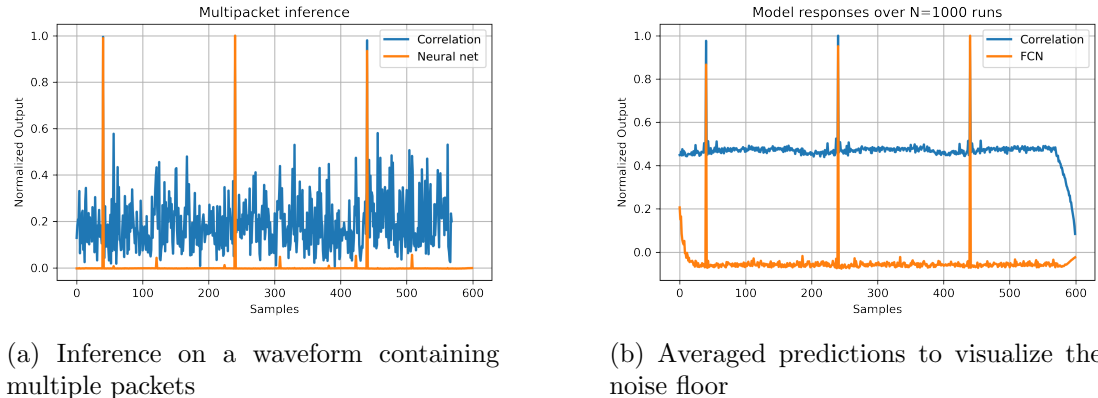 Multipacket inference
Normalized Output
1.0
0.8
0.6
0.4
0.2
0.0
0 100 200 300 400 500 600
Samples
Correlation
Neural net
(a) Inference on a waveform containing
multiple packets
Model responses over N=1000 runs
Normalized Output
1.0
0.8
0.6
0.4
0.2
0.0
0 100 200 300 400 500 600
Samples
Correlation
FCN
(b) Averaged predictions to visualize the
noise floor